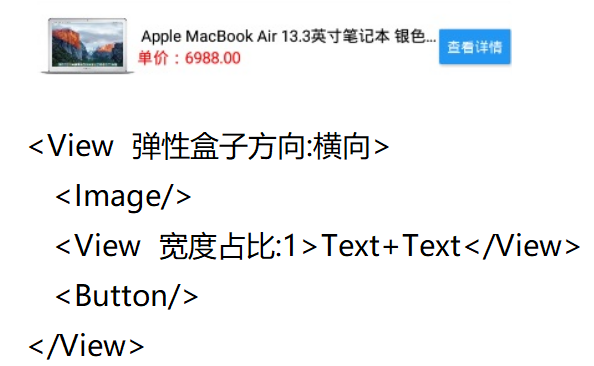 Apple MacBook Air 13.3英寸笔记本 银色...
单价：6988.00
查看详情
<View 弹性盒子方向:横向>
<Image/>
<View 宽度占比:1>Text+Text</View>
<Button/>
</View>